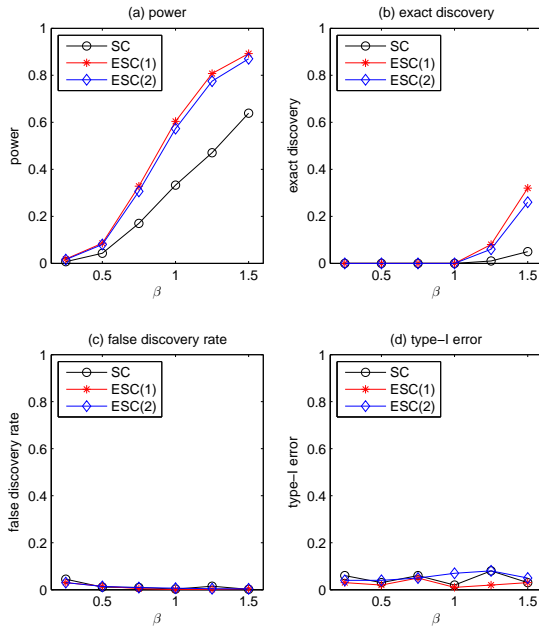 (a) power
1
0.8
0.6
0.4
0.2
0
power
SC
ESC(1)
ESC(2)
0.5
1
1.5
β
(b) exact discovery
1
0.8
0.6
0.4
0.2
0
exact discovery
SC
ESC(1)
ESC(2)
0.5
1
1.5
β
(c) false discovery rate
1
0.8
0.6
0.4
0.2
0
false discovery rate
SC
ESC(1)
ESC(2)
0.5
1
1.5
β
(d) type−I error
1
0.8
0.6
0.4
0.2
0
type−I error
SC
ESC(1)
ESC(2)
0.5
1
1.5
β